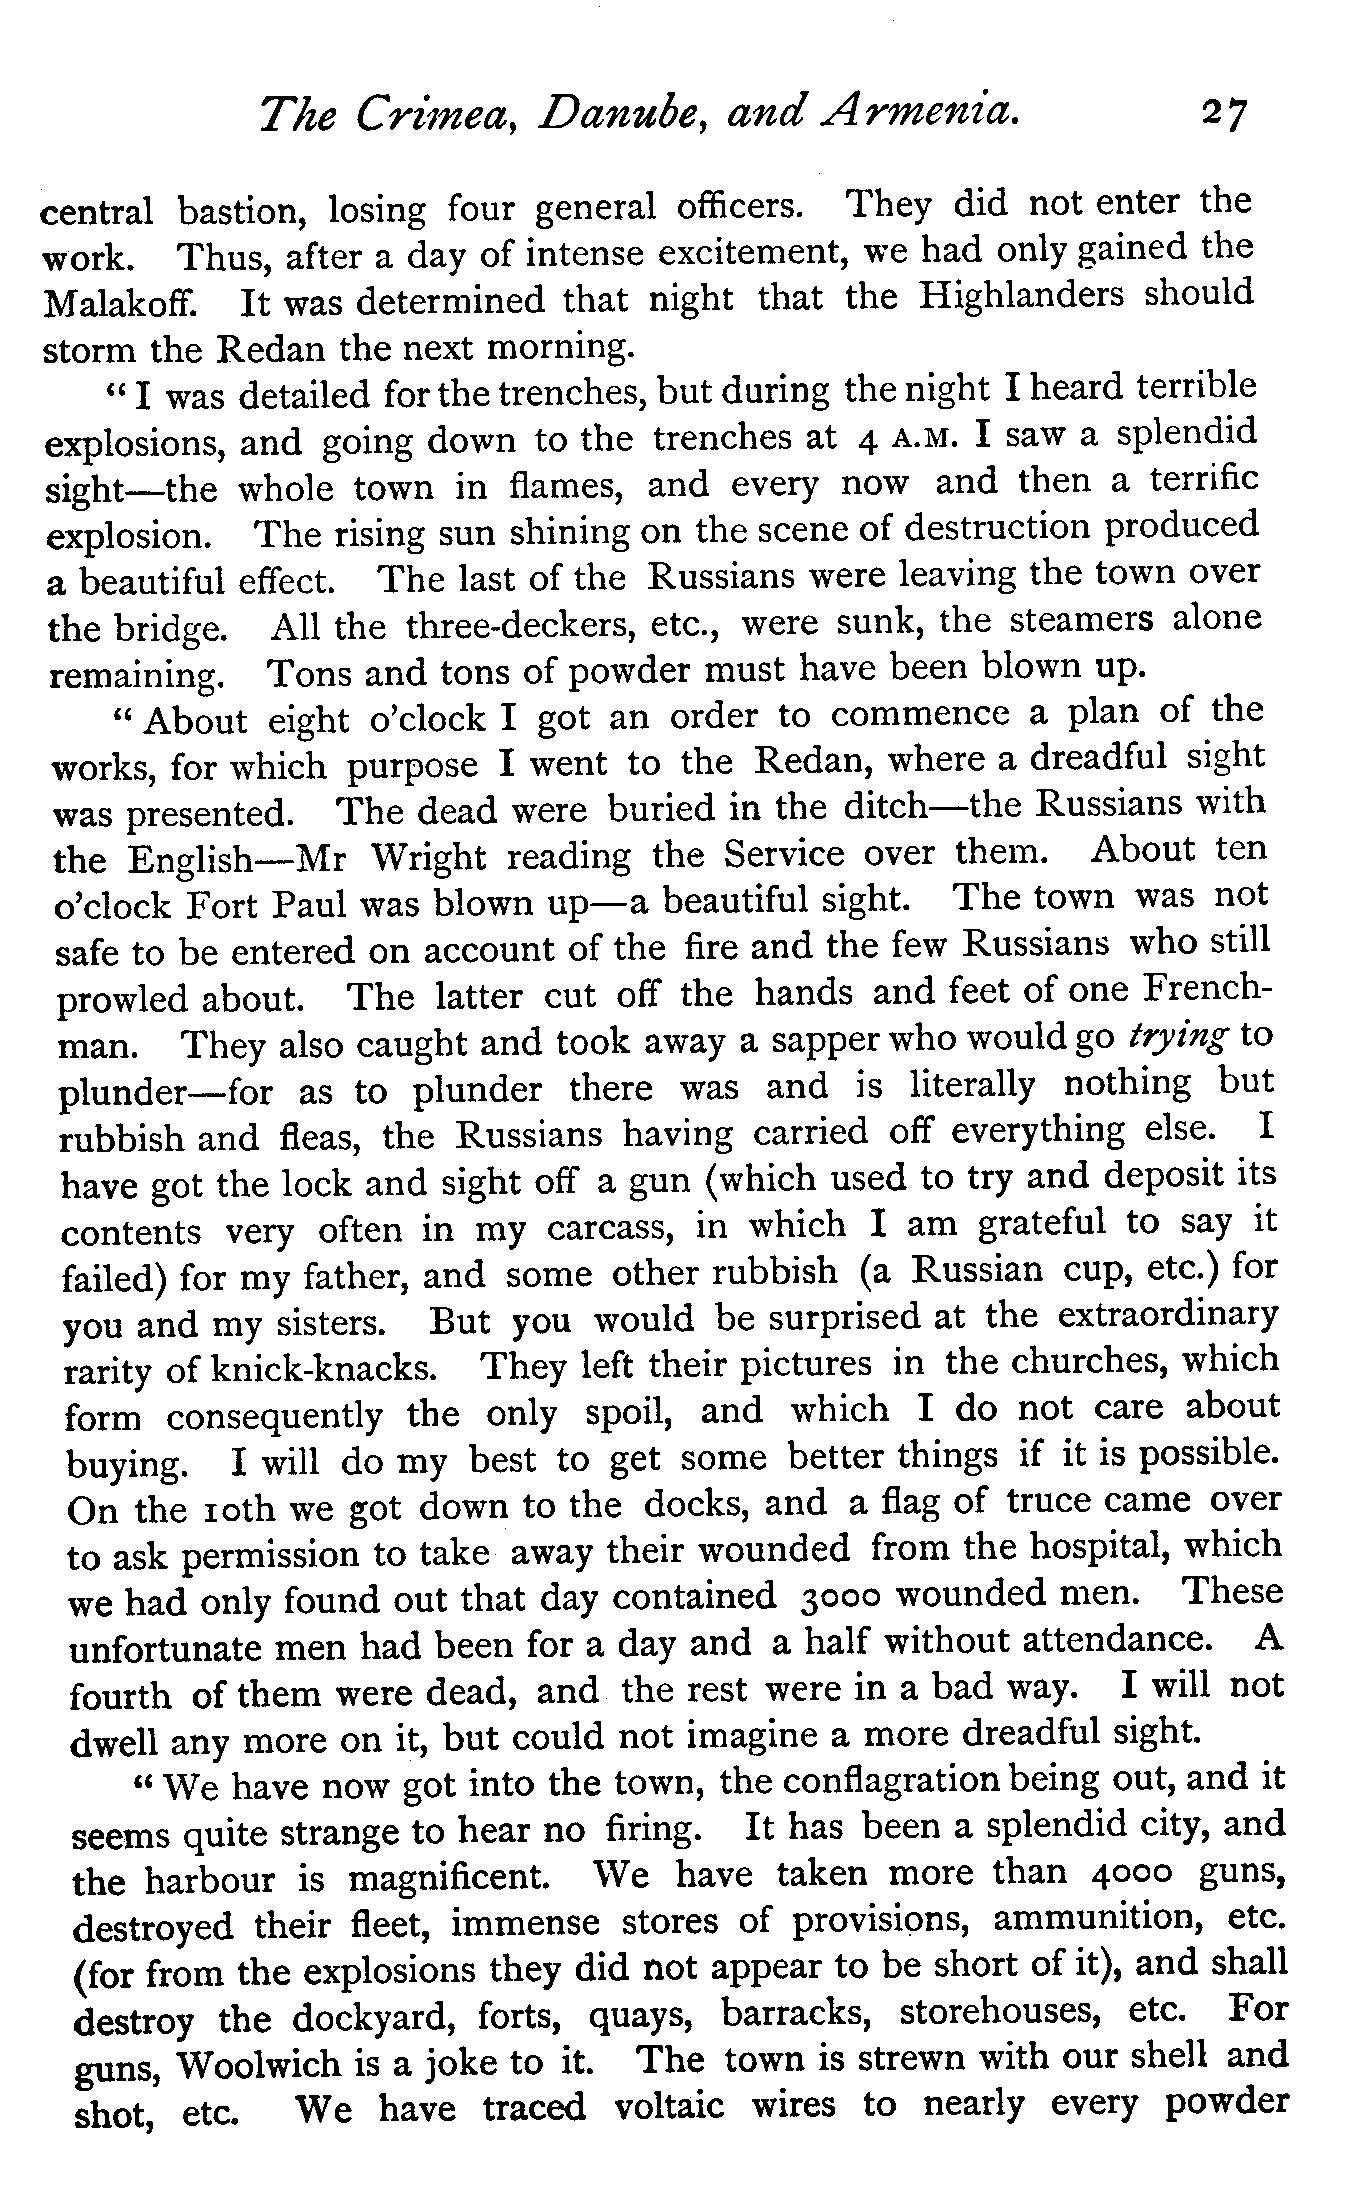 The Crimea, Danube, and Armenia. 27
central bastion, losing four general officers. They did not enter the
work. Thus, after a day of intense excitement, we had only gained the
Malakoff. It was determined that night that the Highlanders should
storm the Redan the next morning.
“I was detailed for the trenches, but during the night I heard terrible
explosions, and going down to the trenches at 4 A.M. I saw a splendid
sight—the whole town in flames, and every now and then a terrific
explosion. The rising sun shining on the scene of destruction produced
a beautiful effect. The last of the Russians were leaving the town over
the bridge. All the three-deckers, etc., were sunk, the steamers alone
remaining. Tons and tons of powder must have been blown up.
“About eight o'clock I got an order to commence a plan of the
works, for which purpose I went to the Redan, where a dreadful sight
was presented. The dead were buried in the ditch—the Russians with
the English—Mr Wright reading the Service over them. About ten
o'clock Fort Paul was blown up—a beautiful sight. The town was not
safe to be entered on account of the fire and the few Russians who still
prowled about. The latter cut off the hands and feet of one French-
man. They also caught and took away a sapper who would go trying to
plunder—for as to plunder there was and is literally nothing but
rubbish and fleas, the Russians having carried off everything else. I
have got the lock and sight off a gun (which used to try and deposit its
contents very often in my carcass, in which I am grateful to say it
failed) for my father, and some other rubbish (a Russian cup, etc.) for
you and my sisters. But you would be surprised at the extraordinary
rarity of knick-knacks. They left their pictures in the churches, which
form consequently the only spoil, and which I do not care about
buying. I will do my best to get some better things if it is possible.
On the 10th we got down to the docks, and a flag of truce came over
to ask permission to take away their wounded from the hospital, which
we had only found out that day contained 3000 wounded men. These
unfortunate men had been for a day and a half without attendance. A
fourth of them were dead, and the rest were in a bad way. I will not
dwell any more on it, but could not imagine a more dreadful sight.
“We have now got into the town, the conflagration being out, and it
seems quite strange to hear no firing. It has been a splendid city, and
the harbour is magnificent. We have taken more than 4000 guns,
destroyed their fleet, immense stores of provisions, ammunition, etc.
(for from the explosions they did not appear to be short of it), and shall
destroy the dockyard, forts, quays, barracks, storehouses, etc. For
guns, Woolwich is a joke to it. The town is strewn with our shell and
shot, etc. We have traced voltaic wires to nearly every powder